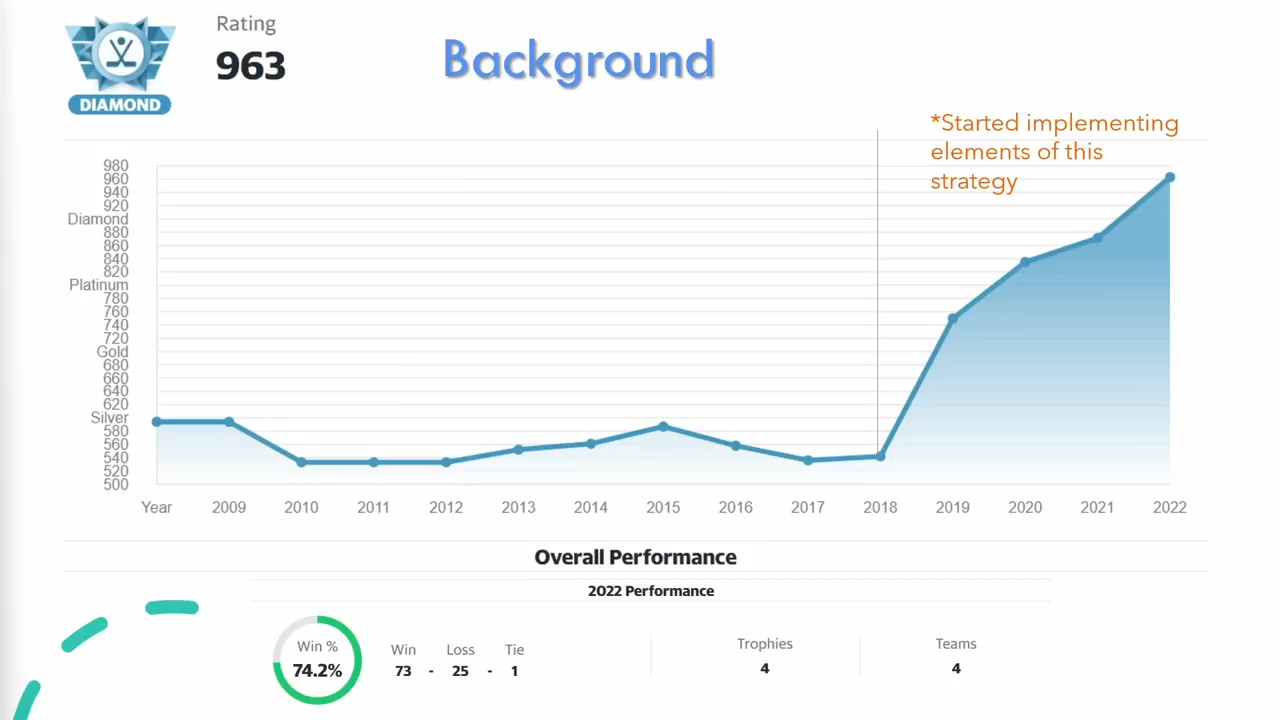 Rating
963
DIAMOND
Background
*Started implementing
elements of this
strategy
980
960
940
920
Diamond
880
860
840
820
Platinum
780
760
740
720
Gold
680
660
640
620
Silver
580
560
540
520
500
Year 2009 2010 2011 2012 2013 2014 2015 2016 2017 2018 2019 2020 2021 2022
Overall Performance
2022 Performance
Win %
74.2%
Win Loss Tie
73 - 25 - 1
Trophies
4
Teams
4